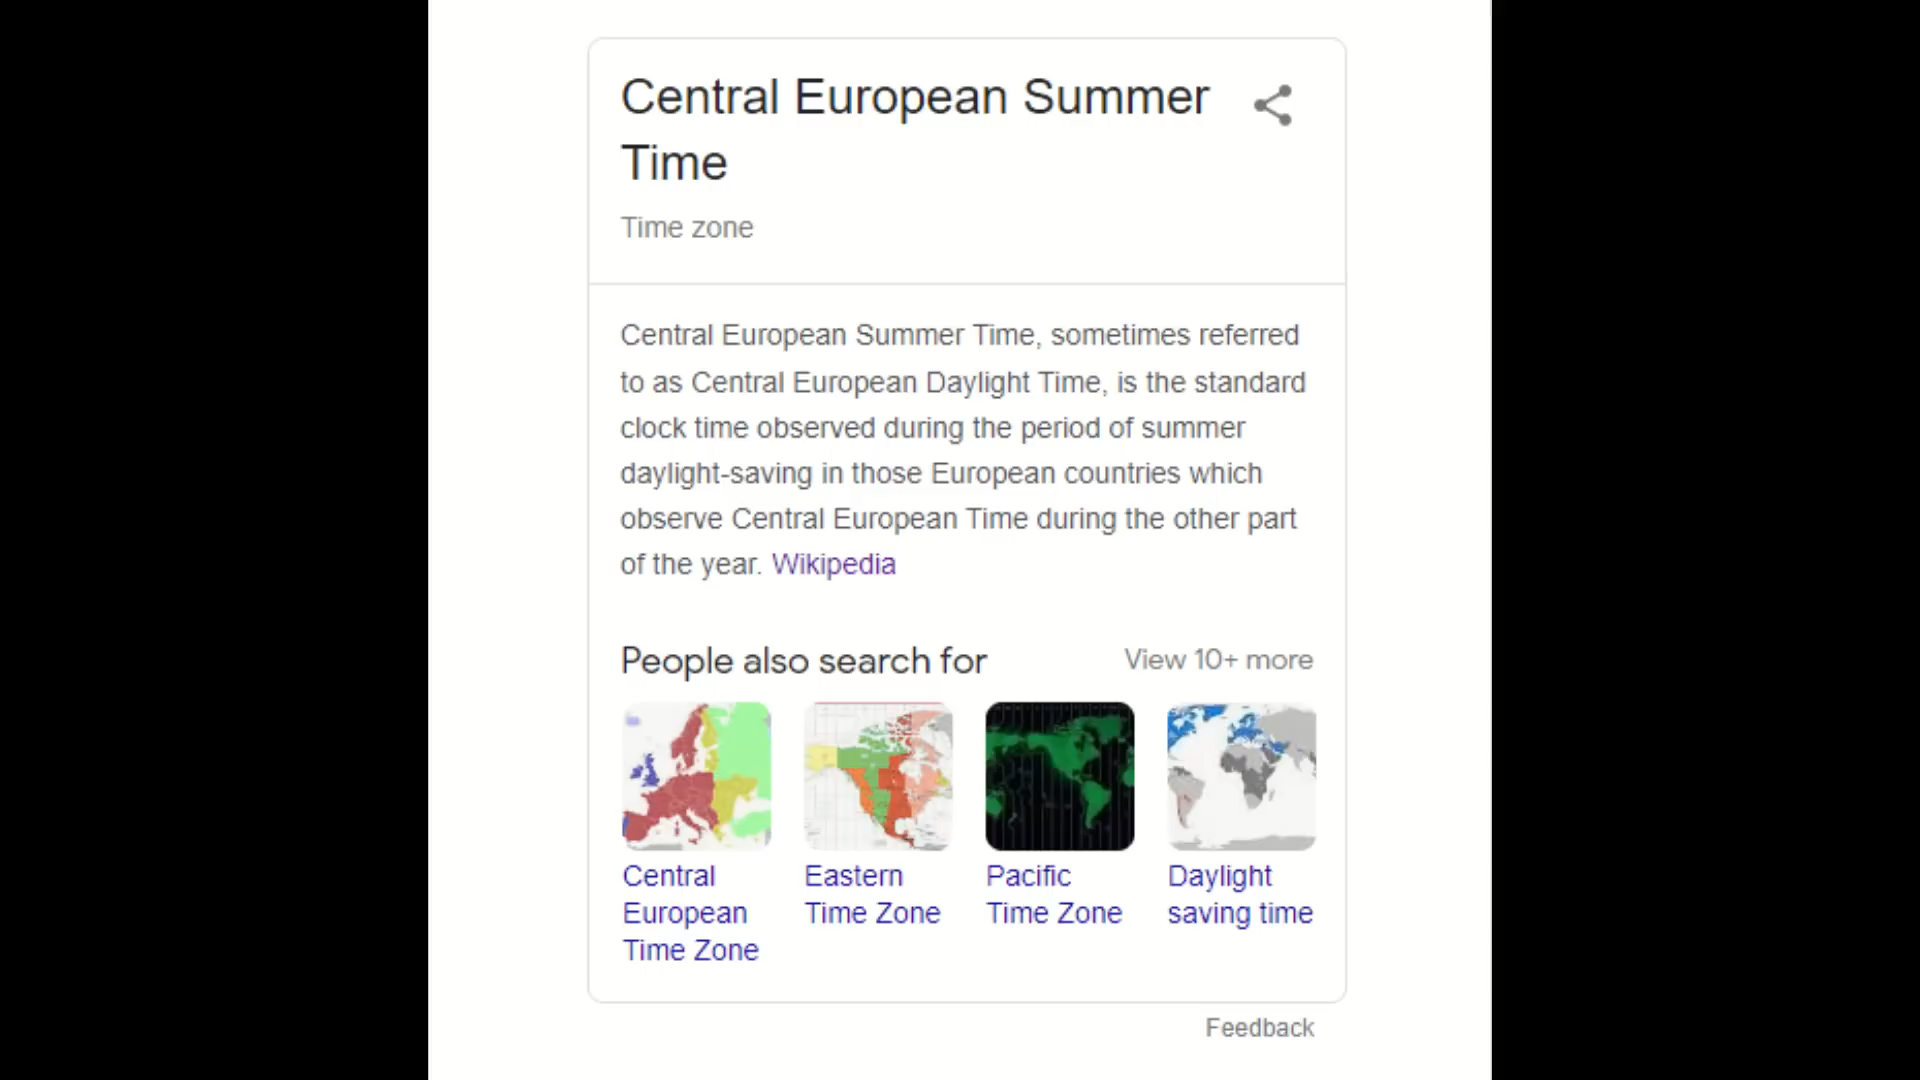 Central European Summer
Time
Time zone
Central European Summer Time, sometimes referred
to as Central European Daylight Time, is the standard
clock time observed during the period of summer
daylight-saving in those European countries which
observe Central European Time during the other part
of the year. Wikipedia
People also search for
View 10+ more
Central
European
Time Zone
Eastern
Time Zone
Pacific
Time Zone
Daylight
saving time
Feedback